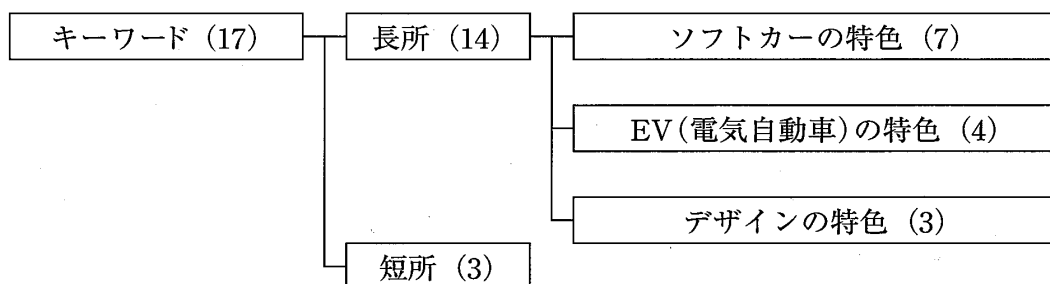 キーワード (17)
長所 (14)
ソフトカーの特色 (7)
EV(電気自動車)の特色 (4)
デザインの特色 (3)
短所 (3)